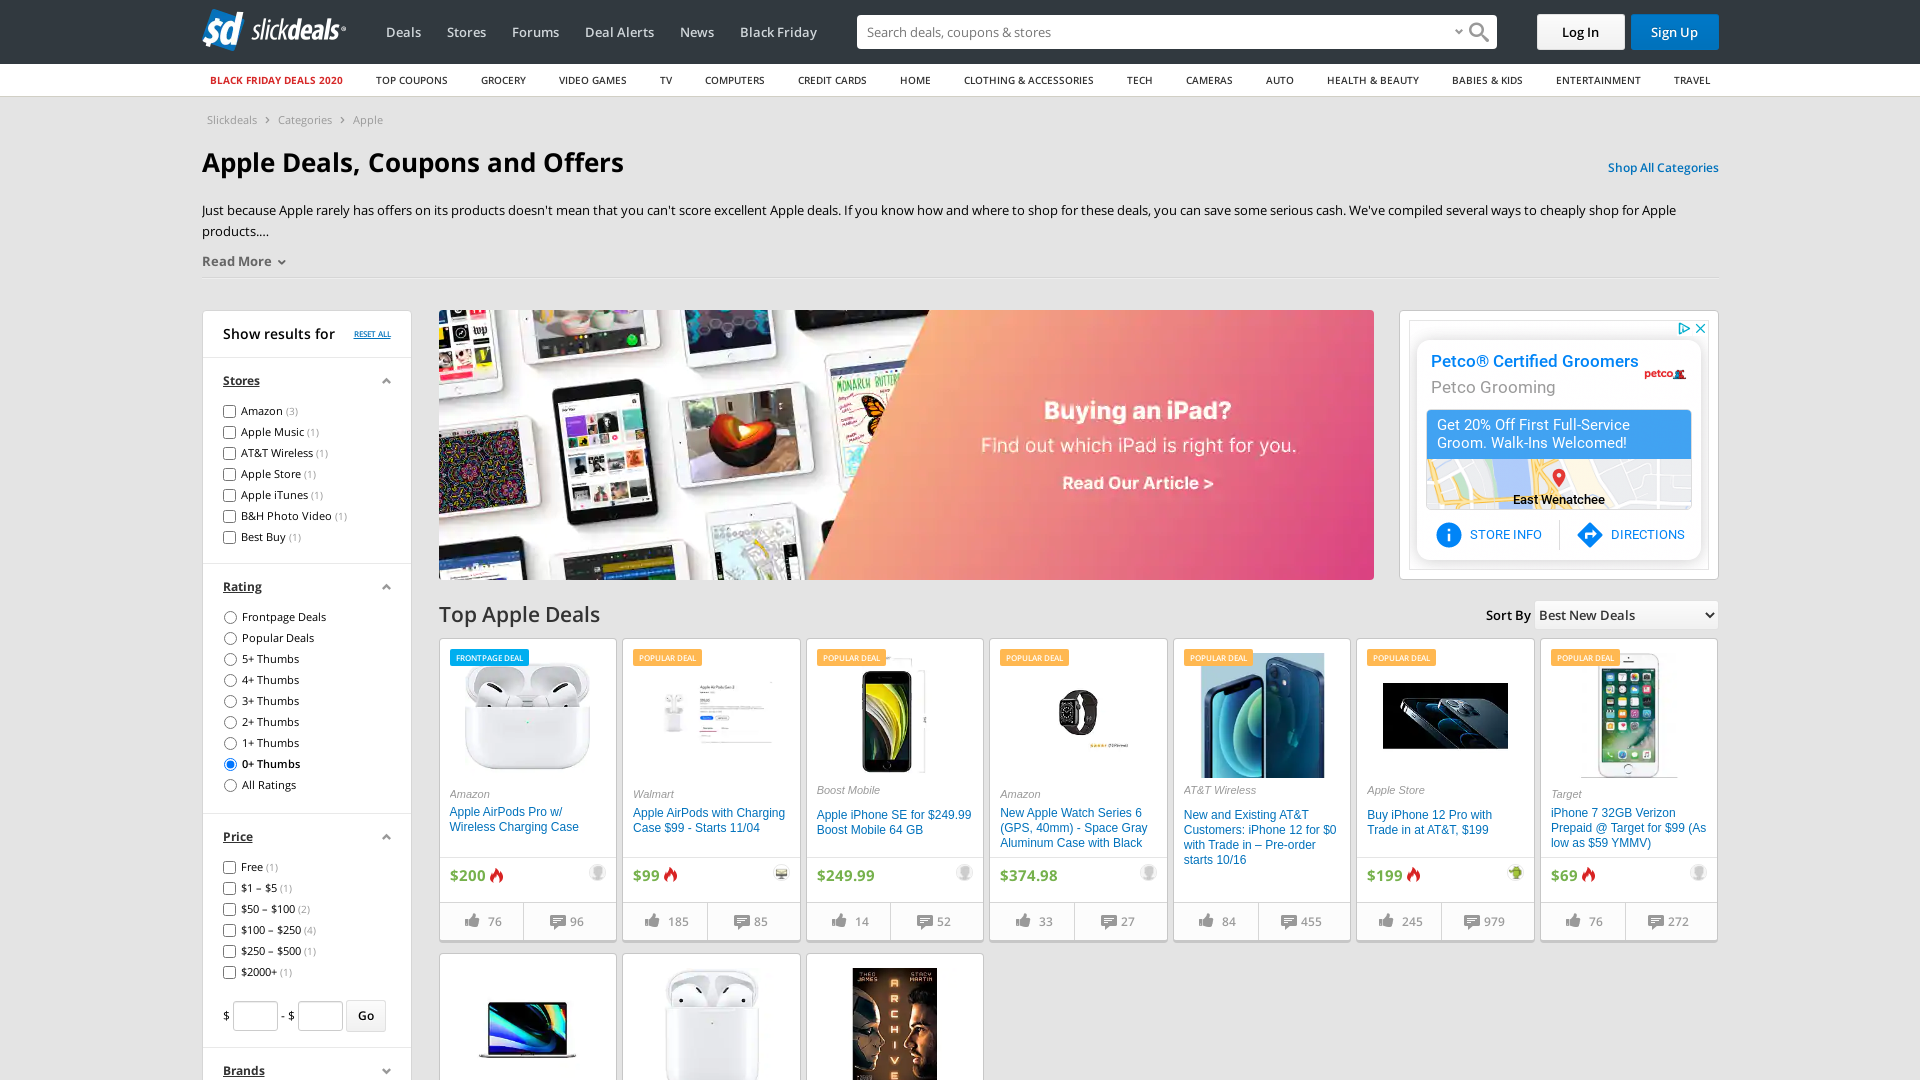 slickdeals
Deals
Stores
Forums
Deal Alerts
News
Black Friday
Search deals, coupons & stores
Log In
Sign Up
BLACK FRIDAY DEALS 2020
TOP COUPONS
GROCERY
VIDEO GAMES
TV
COMPUTERS
CREDIT CARDS
HOME
CLOTHING & ACCESSORIES
TECH
CAMERAS
AUTO
HEALTH & BEAUTY
BABIES & KIDS
ENTERTAINMENT
TRAVEL
Slickdeals
Categories
Apple
Apple Deals, Coupons and Offers
Shop All Categories
Just because Apple rarely has offers on its products doesn't mean that you can't score excellent Apple deals. If you know how and where to shop for these deals, you can save some serious cash. We've compiled several ways to cheaply shop for Apple
products.…
Read More
Show results for
RESET ALL
Stores
Amazon (3)
Apple Music (1)
AT&T Wireless (1)
Apple Store (1)
Apple iTunes (1)
B&H Photo Video (1)
Best Buy (1)
Rating
Frontpage Deals
Popular Deals
5+ Thumbs
4+ Thumbs
3+ Thumbs
2+ Thumbs
1+ Thumbs
0+ Thumbs
All Ratings
Price
Free (1)
$1 – $5 (1)
$50 – $100 (2)
$100 – $250 (4)
$250 – $500 (1)
$2000+ (1)
$ - $ Go
Brands
MONARCH BUTTER
Buying an iPad?
Find out which iPad is right for you.
Read Our Article >
Petco® Certified Groomers
Petco Grooming
petco
Get 20% Off First Full-Service
Groom. Walk-Ins Welcomed!
East Wenatchee
STORE INFO
DIRECTIONS
Top Apple Deals
Sort By Best New Deals
FRONTPAGE DEAL
Amazon
Apple AirPods Pro w/
Wireless Charging Case
$200
76
96
POPULAR DEAL
Walmart
Apple AirPods with Charging
Case $99 - Starts 11/04
$99
185
85
POPULAR DEAL
Boost Mobile
Apple iPhone SE for $249.99
Boost Mobile 64 GB
$249.99
14
52
POPULAR DEAL
Amazon
New Apple Watch Series 6
(GPS, 40mm) - Space Gray
Aluminum Case with Black
$374.98
33
27
POPULAR DEAL
AT&T Wireless
New and Existing AT&T
Customers: iPhone 12 for $0
with Trade in – Pre-order
starts 10/16
84
455
POPULAR DEAL
Apple Store
Buy iPhone 12 Pro with
Trade in at AT&T, $199
$199
245
979
POPULAR DEAL
Target
iPhone 7 32GB Verizon
Prepaid @ Target for $99 (As
low as $59 YMMV)
$69
76
272
THEO JAMES
STACY MARTIN
ARCHIVE